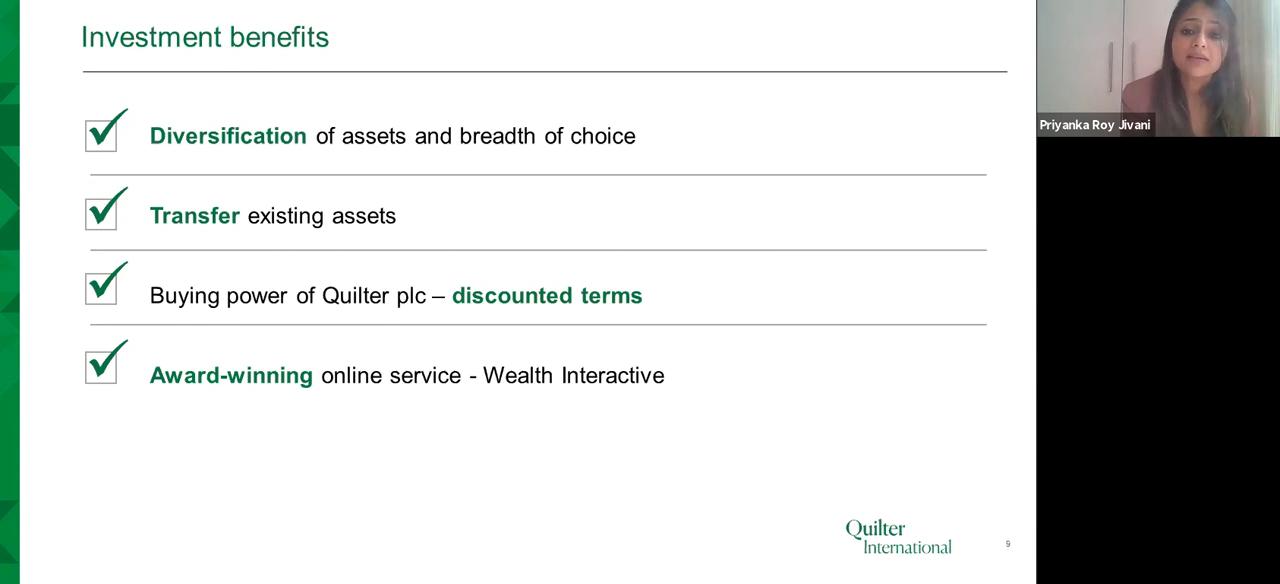 Investment benefits
Diversification of assets and breadth of choice
Transfer existing assets
Buying power of Quilter plc – discounted terms
Award-winning online service - Wealth Interactive
Quilter
International
9
Priyanka Roy Jivani